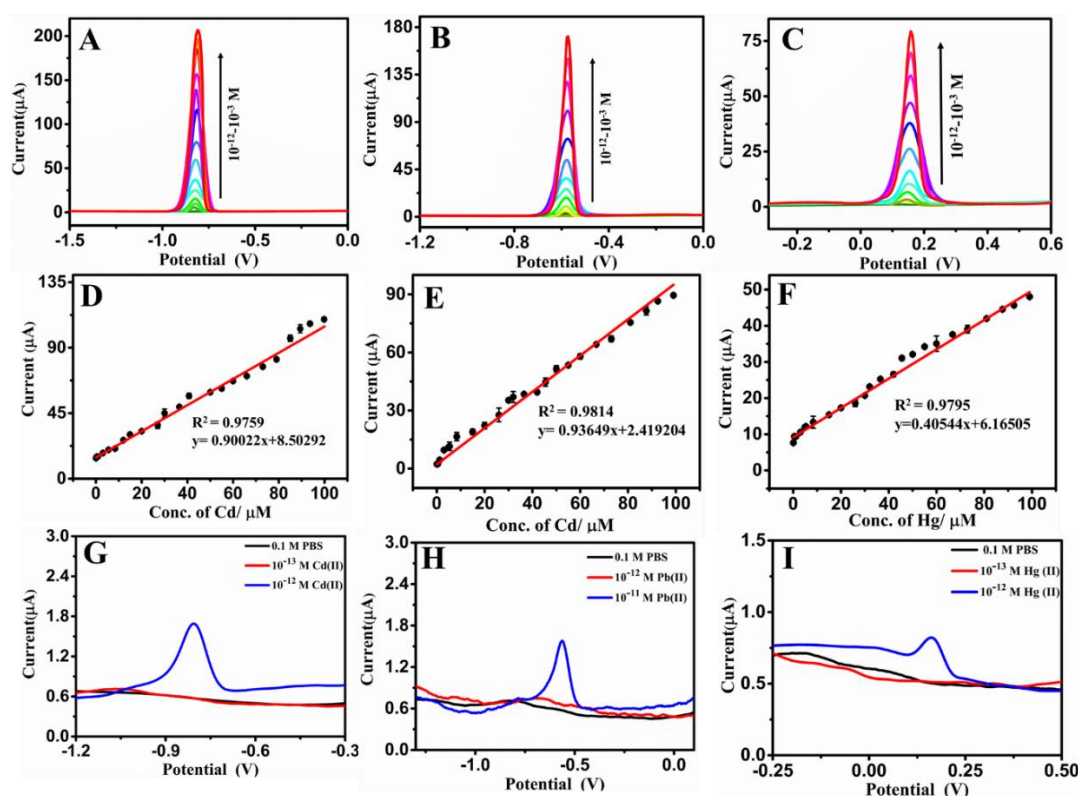 A
200
150
100
50
0
Current(µA)
10⁻¹²-10⁻³ M
-1.5 -1.0 -0.5 0.0
Potential (V)
B
180
135
90
45
0
Current(µA)
10⁻¹²-10⁻³ M
-1.2 -0.8 -0.4 0.0
Potential (V)
C
75
50
25
0
Current(µA)
10⁻¹²-10⁻³ M
-0.2 0.0 0.2 0.4 0.6
Potential (V)
D
135
90
45
0
Current (µA)
R² = 0.9759
y= 0.90022x+8.50292
0 20 40 60 80 100
Conc. of Cd/ µM
E
90
60
30
0
Current (µA)
R² = 0.9814
y= 0.93649x+2.419204
0 20 40 60 80 100
Conc. of Cd/ µM
F
50
40
30
20
10
0
Current (µA)
R² = 0.9795
y=0.40544x+6.16505
0 20 40 60 80 100
Conc. of Hg/ µM
G
3.0
2.4
1.8
1.2
0.6
0.0
Current(µA)
0.1 M PBS
10⁻¹³ M Cd(II)
10⁻¹² M Cd(II)
-1.2 -0.9 -0.6 -0.3
Potential (V)
H
3.0
2.4
1.8
1.2
0.6
0.0
Current(µA)
0.1 M PBS
10⁻¹² M Pb(II)
10⁻¹¹ M Pb(II)
-1.0 -0.5 0.0
Potential (V)
I
1.5
0.8
0.0
Current(µA)
0.1 M PBS
10⁻¹³ M Hg (II)
10⁻¹² M Hg (II)
-0.25 0.00 0.25 0.50
Potential (V)